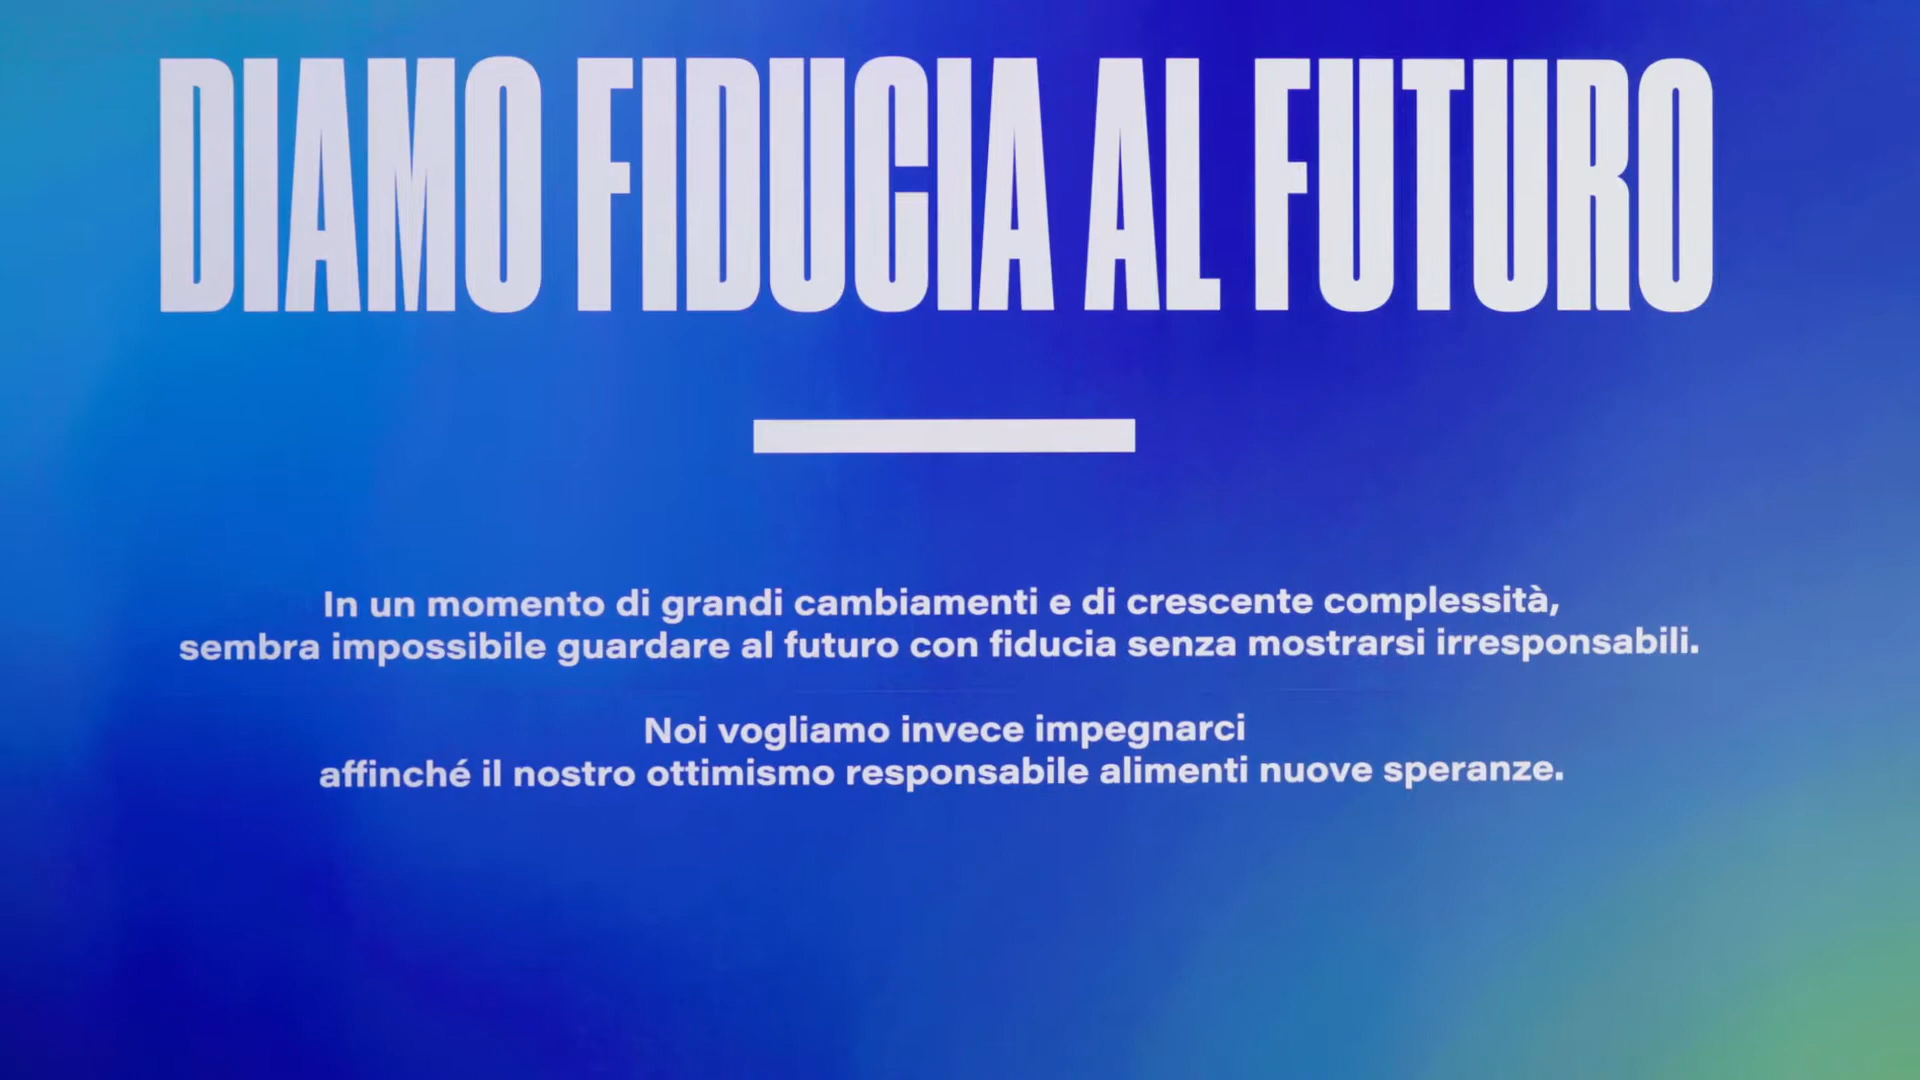 DIAMO FIDUCIA AL FUTURO
In un momento di grandi cambiamenti e di crescente complessità,
sembra impossibile guardare al futuro con fiducia senza mostrarsi irresponsabili.
Noi vogliamo invece impegnarci
affinché il nostro ottimismo responsabile alimenti nuove speranze.